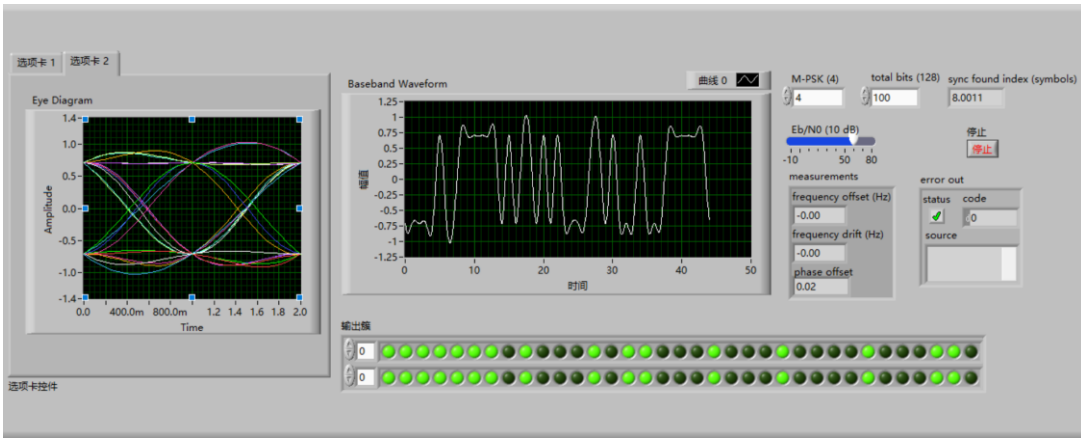 选项卡 1 选项卡 2
Eye Diagram
Amplitude
1.4
1.0
0.5
0.0
-0.5
-1.0
-1.4
0.0 400.0m 800.0m 1.2 1.4 1.6 1.8 2.0
Time
选项卡控件
Baseband Waveform
曲线 0
幅值
1.25
1
0.75
0.5
0.25
0
-0.25
-0.5
-0.75
-1
-1.25
0 10 20 30 40 50
时间
M-PSK (4) total bits (128) sync found index (symbols)
4 100 8.0011
Eb/N0 (10 dB)
-10 50 80
停止
停止
measurements
frequency offset (Hz)
-0.00
frequency drift (Hz)
-0.00
phase offset
0.02
error out
status code
0
source
输出簇
0
0